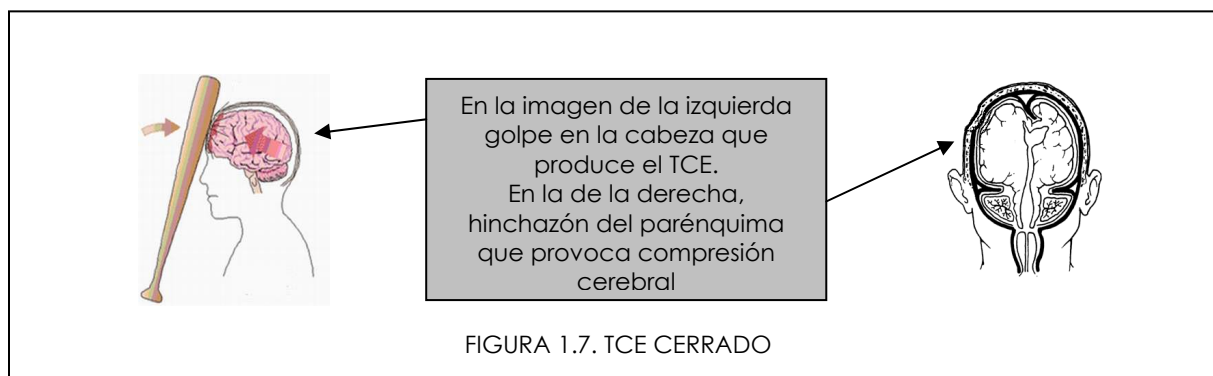 En la imagen de la izquierda
golpe en la cabeza que
produce el TCE.
En la de la derecha,
hinchazón del parénquima
que provoca compresión
cerebral
FIGURA 1.7. TCE CERRADO